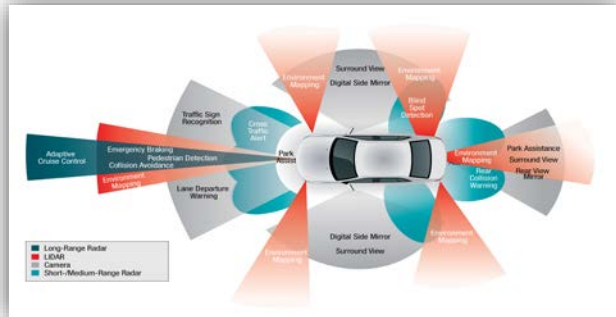 Environment
Mapping
Surround View
Digital Side Mirror
Environment
Mapping
Blind
Spot
Detection
Traffic Sign
Recognition
Cross
Traffic
Alert
Adaptive
Cruise Control
Emergency Braking
Pedestrian Detection
Collision Avoidance
Environment
Mapping
Park
Assist
Lane Departure
Warning
Environment
Mapping
Rear
Collision
Warning
Park Assistance
Surround View
Rear View
Mirror
Environment
Mapping
Digital Side Mirror
Surround View
Environment
Mapping
Long-Range Radar
LIDAR
Camera
Short-/Medium-Range Radar